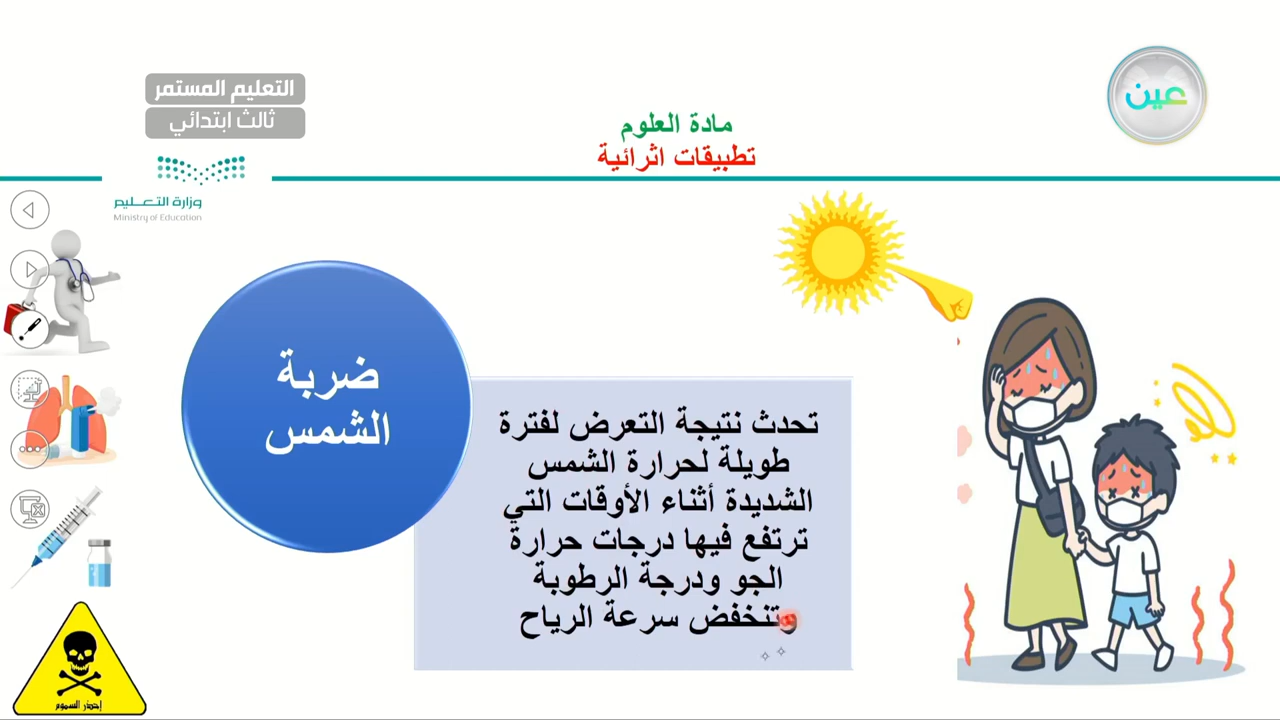 عين
التعليم المستمر
ثالث ابتدائي
مادة العلوم
تطبيقات اثرائية
وزارة التعـــليم
Ministry of Education
ضربة
الشمس
تحدث نتيجة التعرض لفترة
طويلة لحرارة الشمس
الشديدة أثناء الأوقات التي
ترتفع فيها درجات حرارة
الجو ودرجة الرطوبة
وتنخفض سرعة الرياح
إحذر السموم